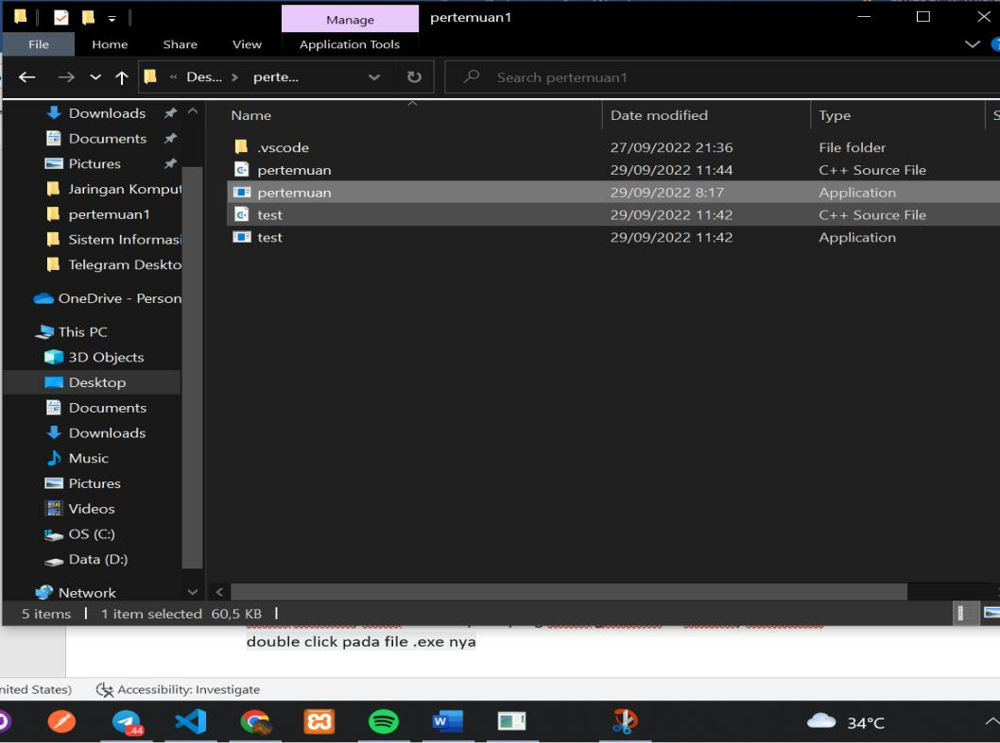 Manage
pertemuan1
File
Home
Share
View
Application Tools
« Des... > perte...
Search pertemuan1
Name
Date modified
Type
S
Downloads
Documents
Pictures
Jaringan Komput
pertemuan1
Sistem Informasi
Telegram Deskto
OneDrive - Person
This PC
3D Objects
Desktop
Documents
Downloads
Music
Pictures
Videos
OS (C:)
Data (D:)
Network
.vscode 27/09/2022 21:36 File folder
pertemuan 29/09/2022 11:44 C++ Source File
pertemuan 29/09/2022 8:17 Application
test 29/09/2022 11:42 C++ Source File
test 29/09/2022 11:42 Application
5 items
1 item selected 60,5 KB
double click pada file .exe nya
nited States)
Accessibility: Investigate
..44
34°C